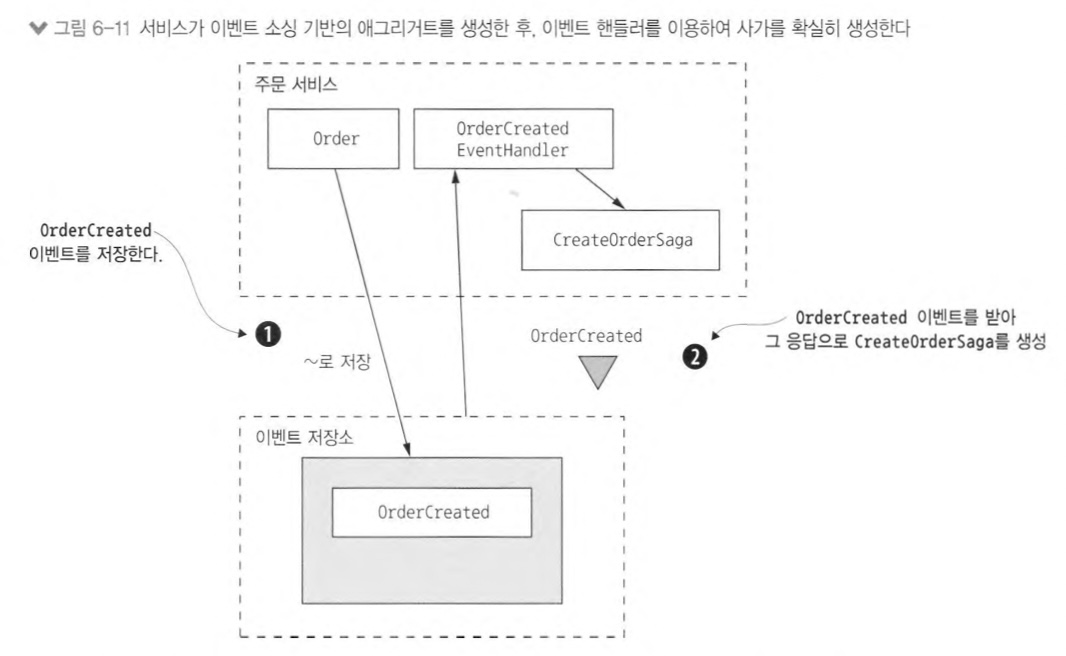 그림 6-11 서비스가 이벤트 소싱 기반의 애그리거트를 생성한 후, 이벤트 핸들러를 이용하여 사가를 확실히 생성한다
주문 서비스
Order
OrderCreated
EventHandler
CreateOrderSaga
OrderCreated
이벤트를 저장한다.
1
~로 저장
OrderCreated
2
OrderCreated 이벤트를 받아
그 응답으로 CreateOrderSaga를 생성
이벤트 저장소
OrderCreated